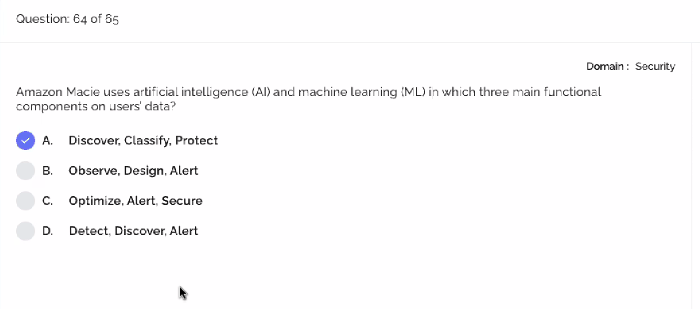 Question: 64 of 65
Domain : Security
Amazon Macie uses artificial intelligence (AI) and machine learning (ML) in which three main functional
components on users' data?
A. Discover, Classify, Protect
B. Observe, Design, Alert
C. Optimize, Alert, Secure
D. Detect, Discover, Alert